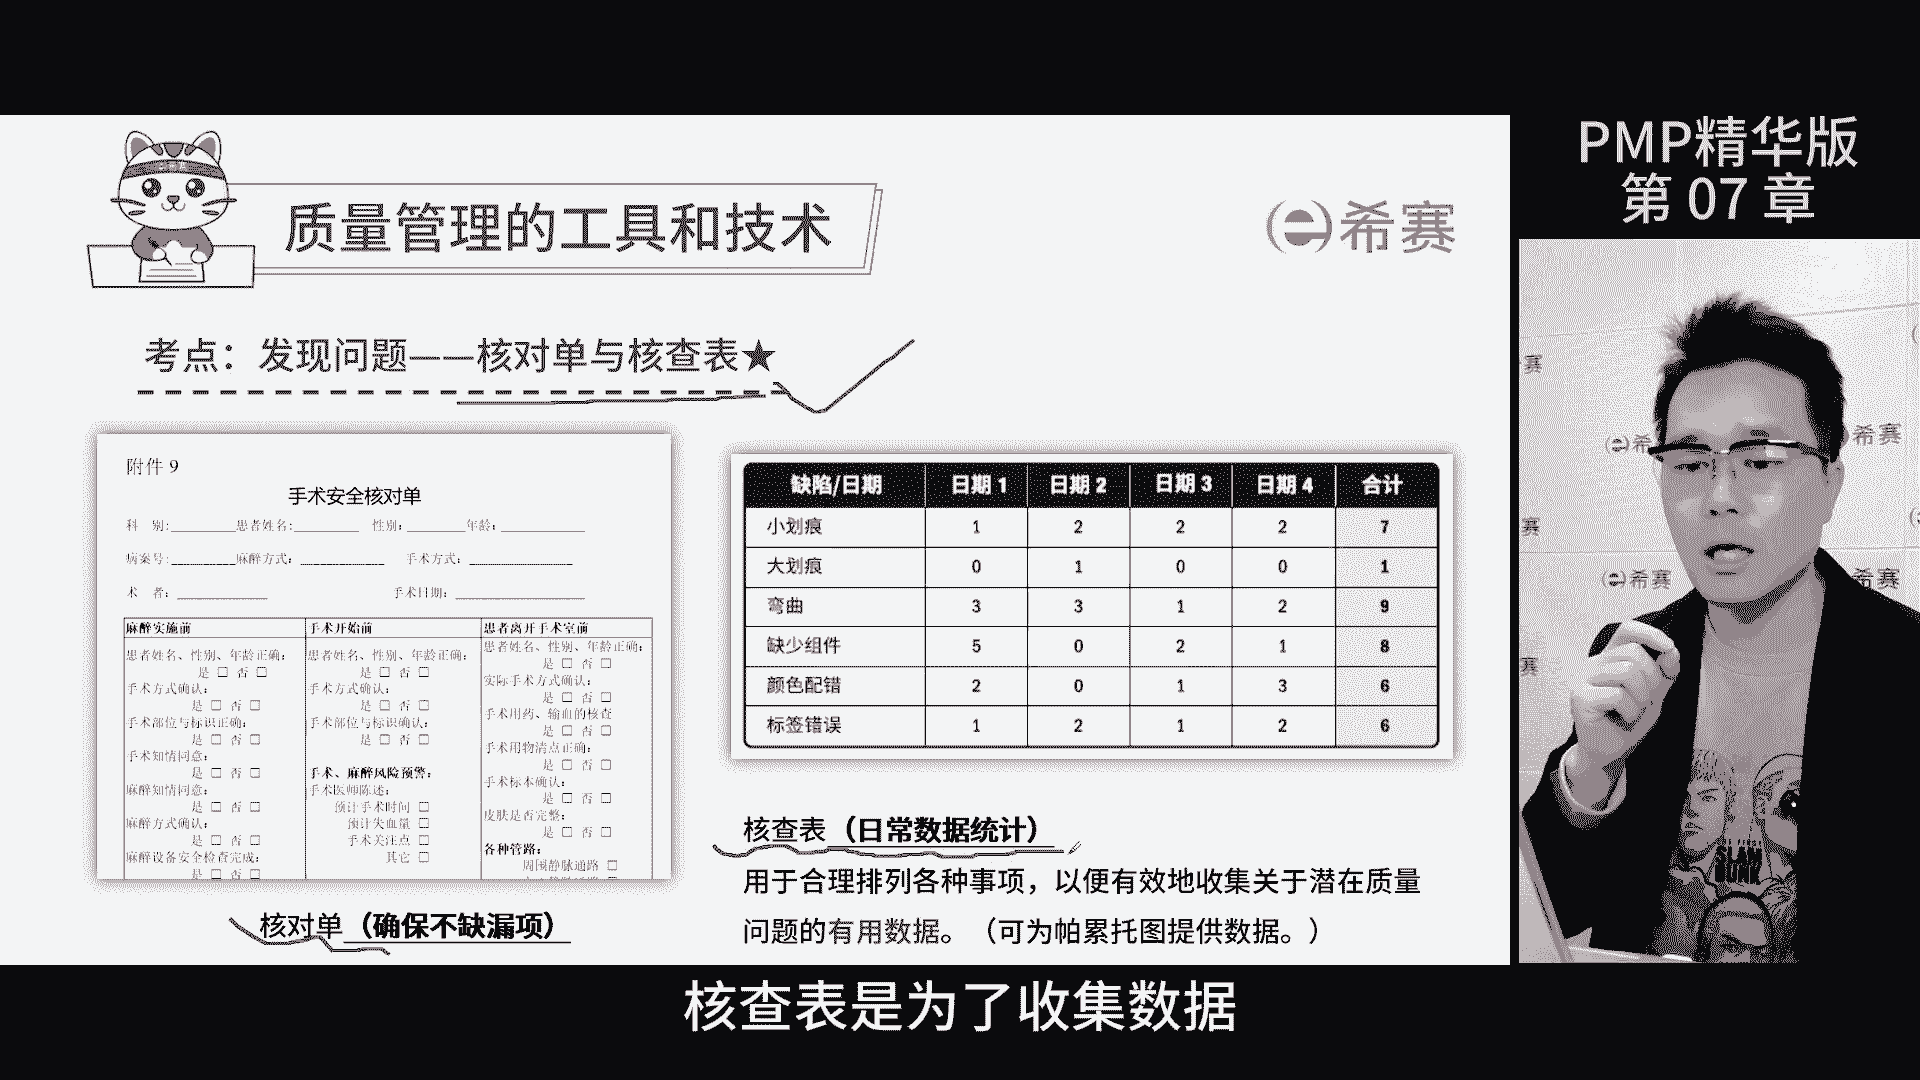 PMP精华版
第 07 章
质量管理的工具和技术
希赛
考点：发现问题——核对单与核查表★
附件 9
手术安全核对单
科 别: 患者姓名: 性别: 年龄:
病案号: 麻醉方式: 手术方式:
术 者: 手术日期:
麻醉实施前
患者姓名、性别、年龄正确:
是 □ 否 □
手术方式确认:
是 □ 否 □
手术部位与标识正确:
是 □ 否 □
手术知情同意:
是 □ 否 □
麻醉知情同意:
是 □ 否 □
麻醉方式确认:
是 □ 否 □
麻醉设备安全检查完成:
是 □ 否 □
手术开始前
患者姓名、性别、年龄正确:
是 □ 否 □
手术方式确认:
是 □ 否 □
手术部位与标识确认:
是 □ 否 □
手术、麻醉风险预警:
手术医师陈述:
预计手术时间 □
预计失血量 □
手术关注点 □
其它 □
患者离开手术室前
患者姓名、性别、年龄正确:
是 □ 否 □
实际手术方式确认:
是 □ 否 □
手术用药、输血的核查
是 □ 否 □
手术用物清点正确:
是 □ 否 □
手术标本确认:
是 □ 否 □
皮肤是否完整:
是 □ 否 □
各种管路:
周围静脉通路 □
核对单（确保不缺漏项）
缺陷/日期 日期 1 日期 2 日期 3 日期 4 合计
小划痕 1 2 2 2 7
大划痕 0 1 0 0 1
弯曲 3 3 1 2 9
缺少组件 5 0 2 1 8
颜色配错 2 0 1 3 6
标签错误 1 2 1 2 6
核查表（日常数据统计）
用于合理排列各种事项，以便有效地收集关于潜在质量
问题的有用数据。（可为帕累托图提供数据。）
赛
希
希赛
赛
希赛
希赛
赛
SLAM
DUNK
核查表是为了收集数据